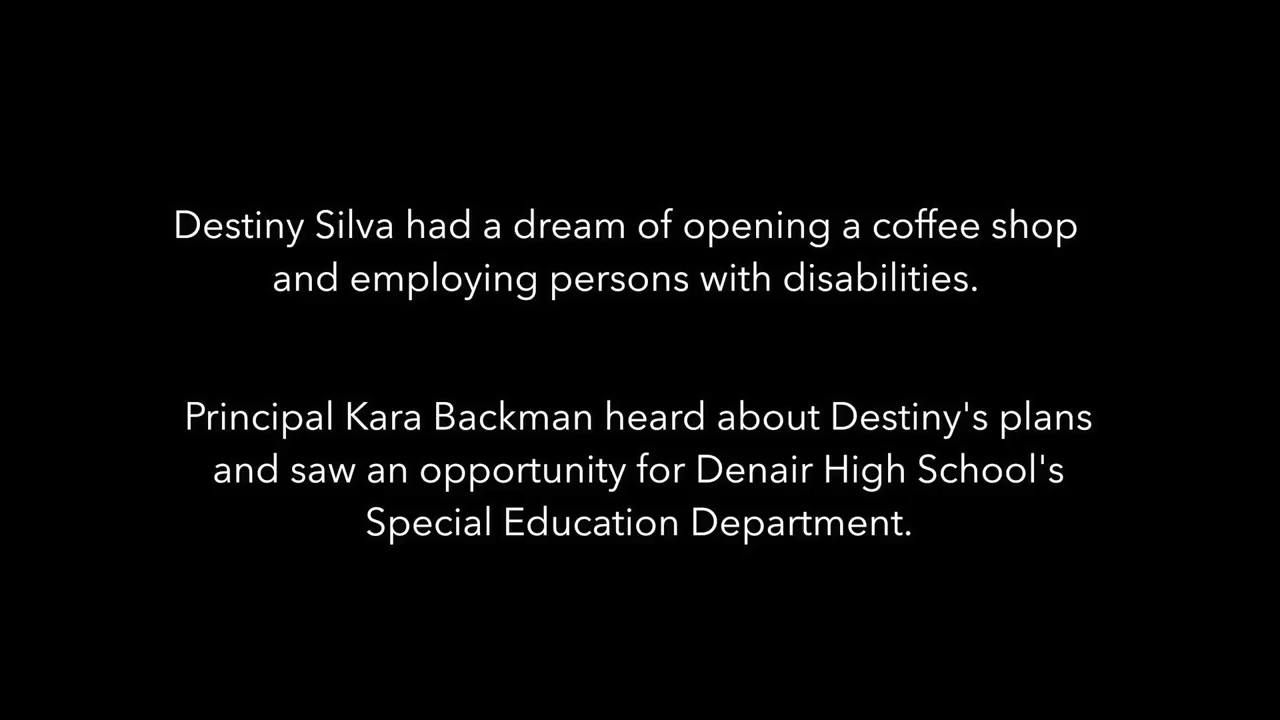 Destiny Silva had a dream of opening a coffee shop
and employing persons with disabilities.
Principal Kara Backman heard about Destiny's plans
and saw an opportunity for Denair High School's
Special Education Department.